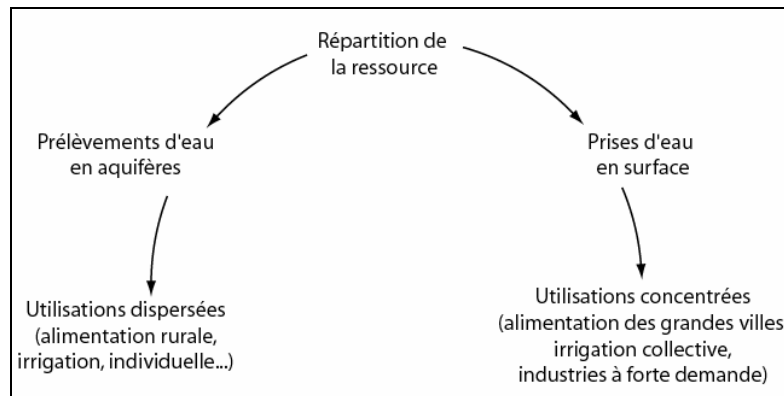 Répartition de
la ressource
Prélèvements d'eau
en aquifères
Prises d'eau
en surface
Utilisations dispersées
(alimentation rurale,
irrigation, individuelle...)
Utilisations concentrées
(alimentation des grandes villes
irrigation collective,
industries à forte demande)